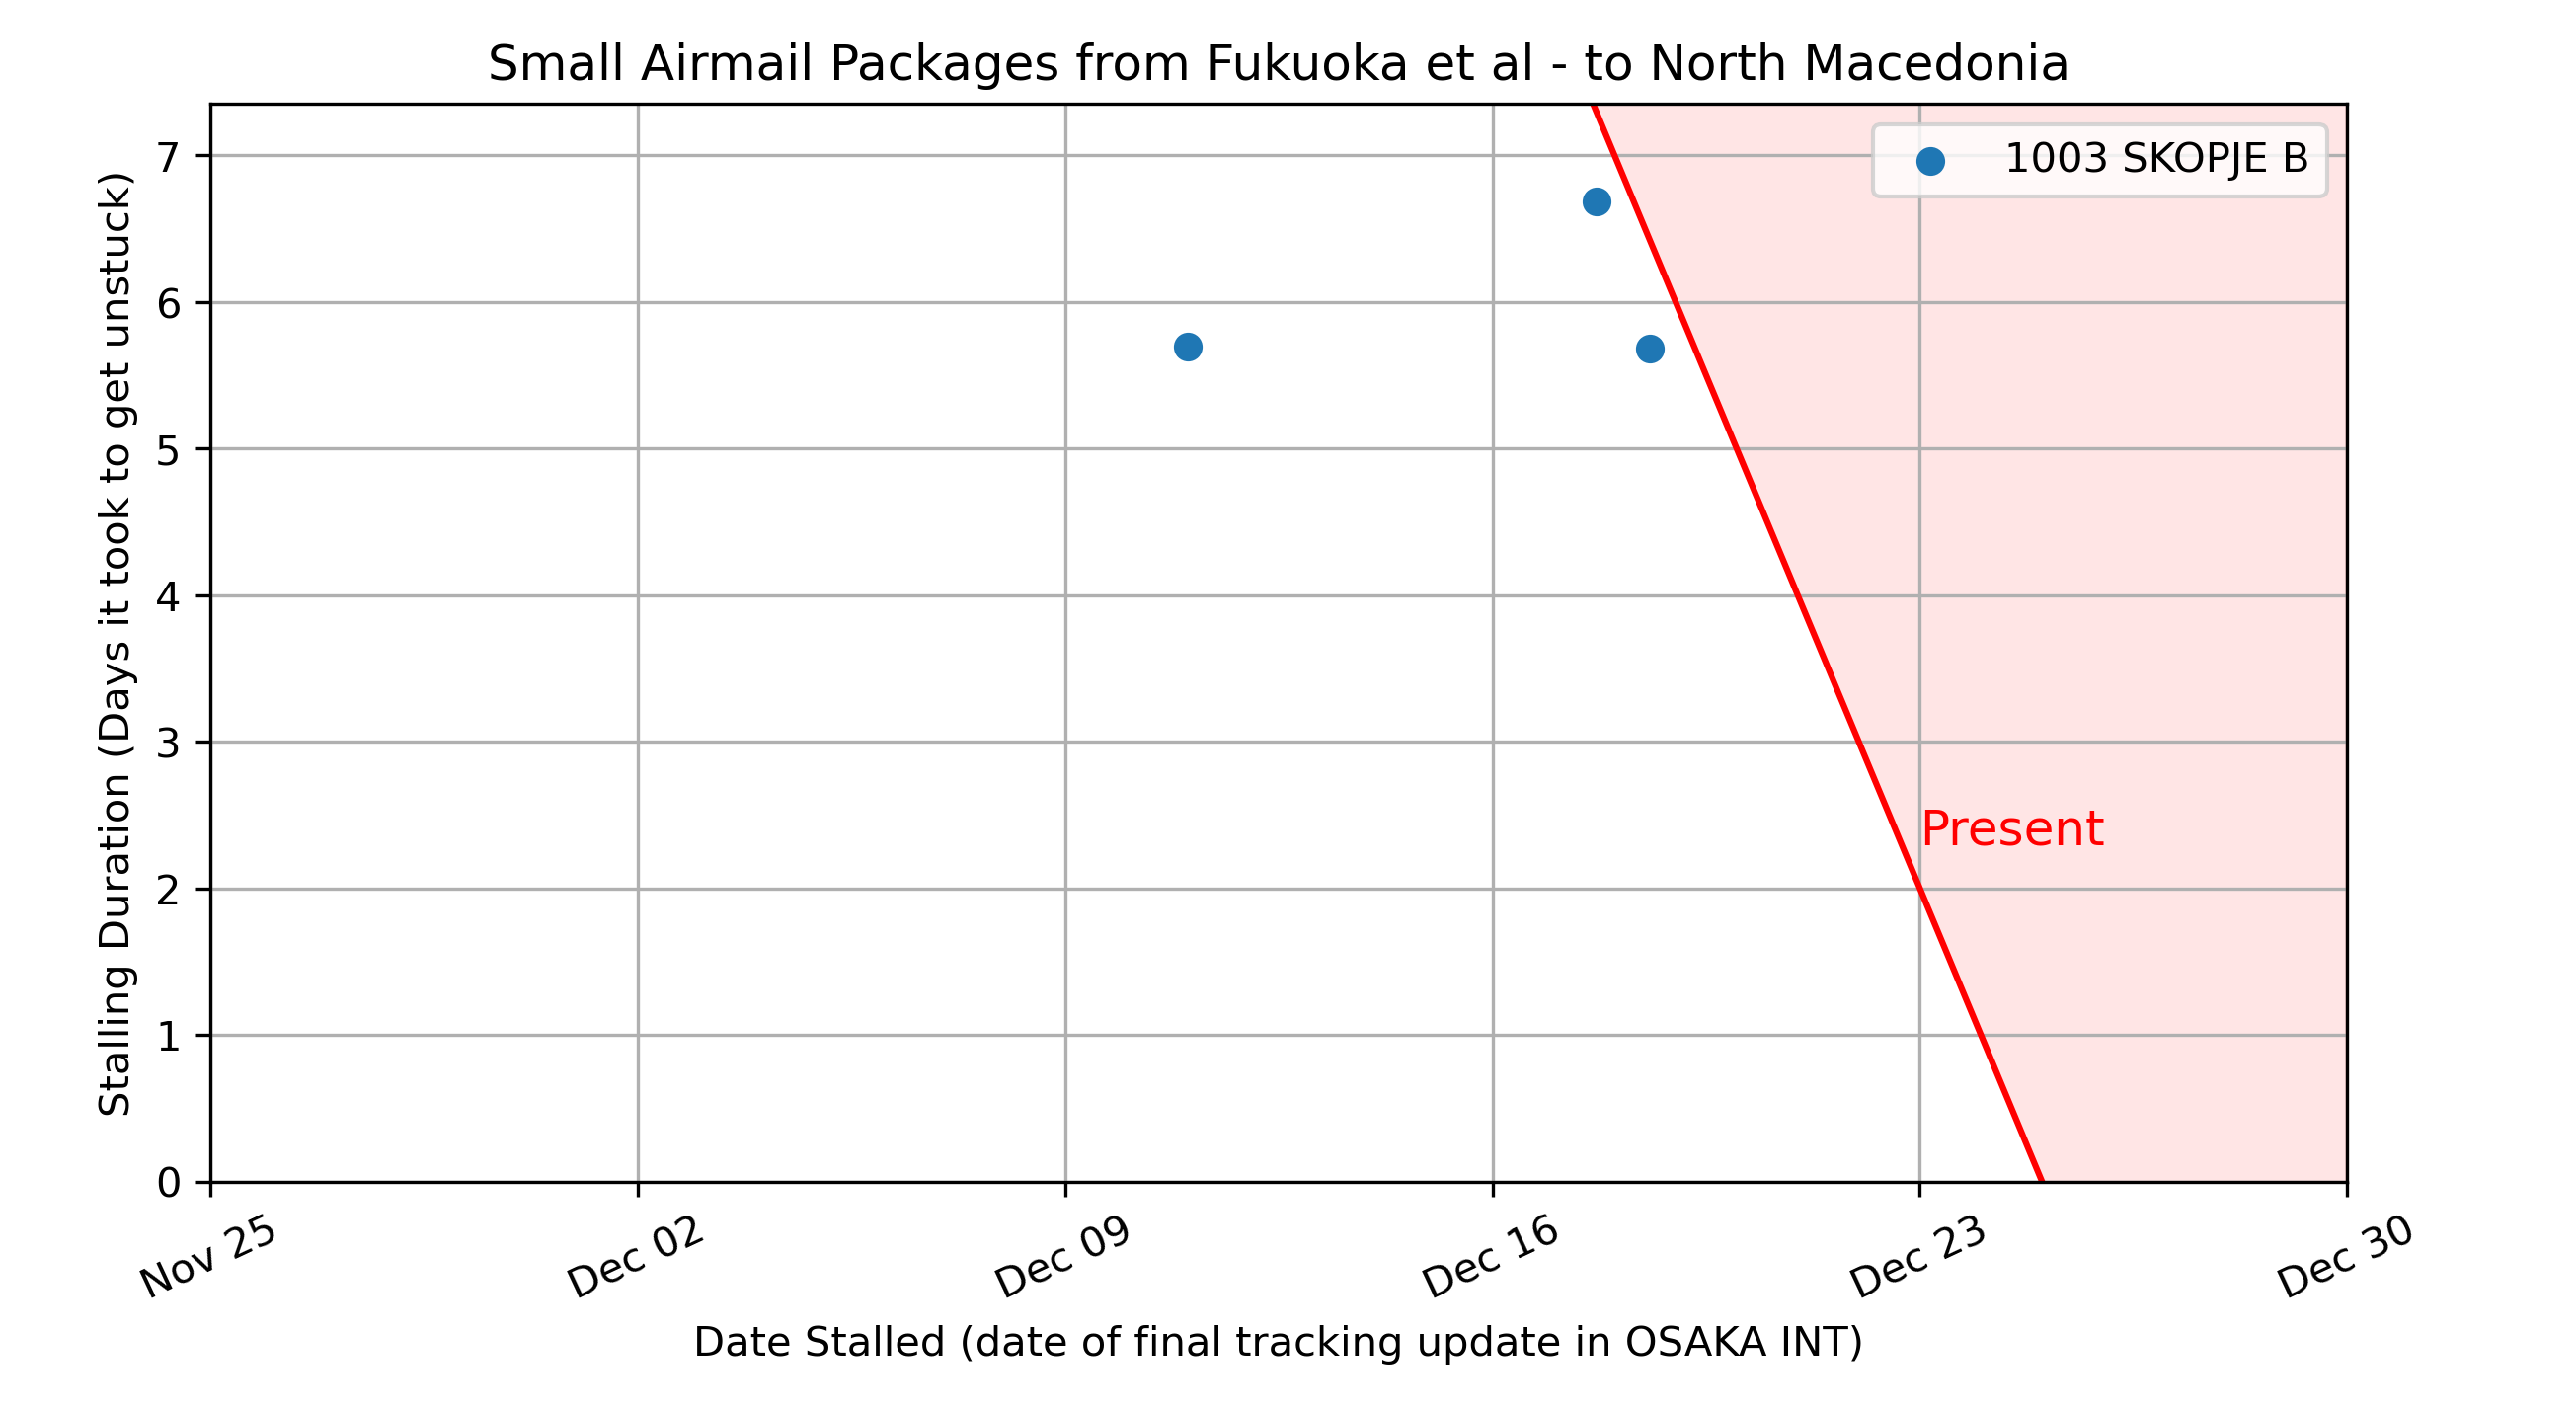 Small Airmail Packages from Fukuoka et al - to North Macedonia
1003 SKOPJE B
Stalling Duration (Days it took to get unstuck)
7
6
5
4
3
2
1
0
Present
Nov 25
Dec 02
Dec 09
Dec 16
Dec 23
Dec 30
Date Stalled (date of final tracking update in OSAKA INT)